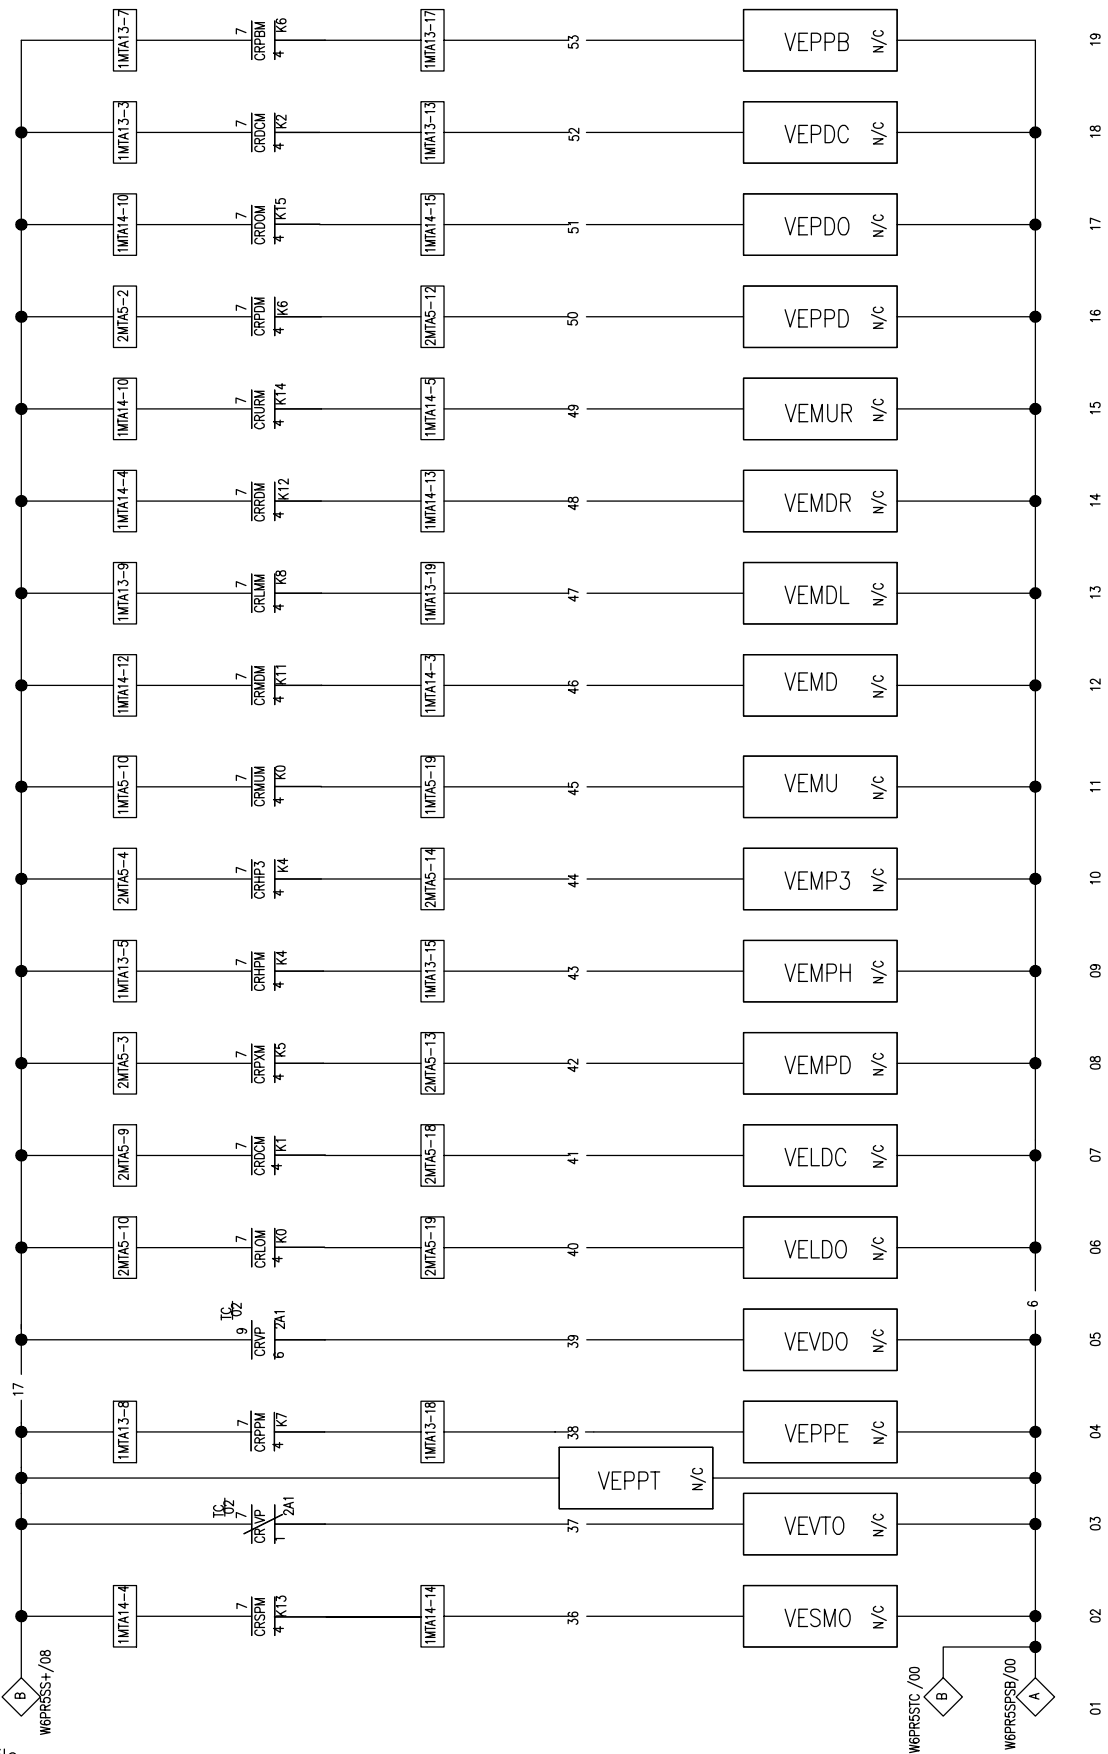 W6PR5SS+/08
B
17
W6PR5STC /00
B
W6PR5SPSB/00
A
6
01
1MTA14-4
7
CRSPM
4 K13
1MTA14-14
36
VESMO
N/C
02
TC
02
7
CRVP
1
2A1
37
VEVTO
N/C
03
VEPPT
N/C
1MTA13-8
7
CRPPM
4 K7
1MTA13-18
38
VEPPE
N/C
04
TC
02
9
CRVP
6
2A1
39
VEVDO
N/C
05
2MTA5-10
7
CRLOM
4 K0
2MTA5-19
40
VELDO
N/C
06
2MTA5-9
7
CRDCM
4 K1
2MTA5-18
41
VELDC
N/C
07
2MTA5-3
7
CRPXM
4 K5
2MTA5-13
42
VEMPD
N/C
08
1MTA13-5
7
CRHPM
4 K4
1MTA13-15
43
VEMPH
N/C
09
2MTA5-4
7
CRHP3
4 K4
2MTA5-14
44
VEMP3
N/C
10
1MTA5-10
7
CRMUM
4 K0
1MTA5-19
45
VEMU
N/C
11
1MTA14-12
7
CRMDM
4 K11
1MTA14-3
46
VEMD
N/C
12
1MTA13-9
7
CRLMM
4 K8
1MTA13-19
47
VEMDL
N/C
13
1MTA14-4
7
CRRDM
4 K12
1MTA14-13
48
VEMDR
N/C
14
1MTA14-10
7
CRURM
4 K14
1MTA14-5
49
VEMUR
N/C
15
2MTA5-2
7
CRPDM
4 K6
2MTA5-12
50
VEPPD
N/C
16
1MTA14-10
7
CRDOM
4 K15
1MTA14-15
51
VEPDO
N/C
17
1MTA13-3
7
CRDCM
4 K2
1MTA13-13
52
VEPDC
N/C
18
1MTA13-7
7
CRPBM
4 K6
1MTA13-17
53
VEPPB
N/C
19